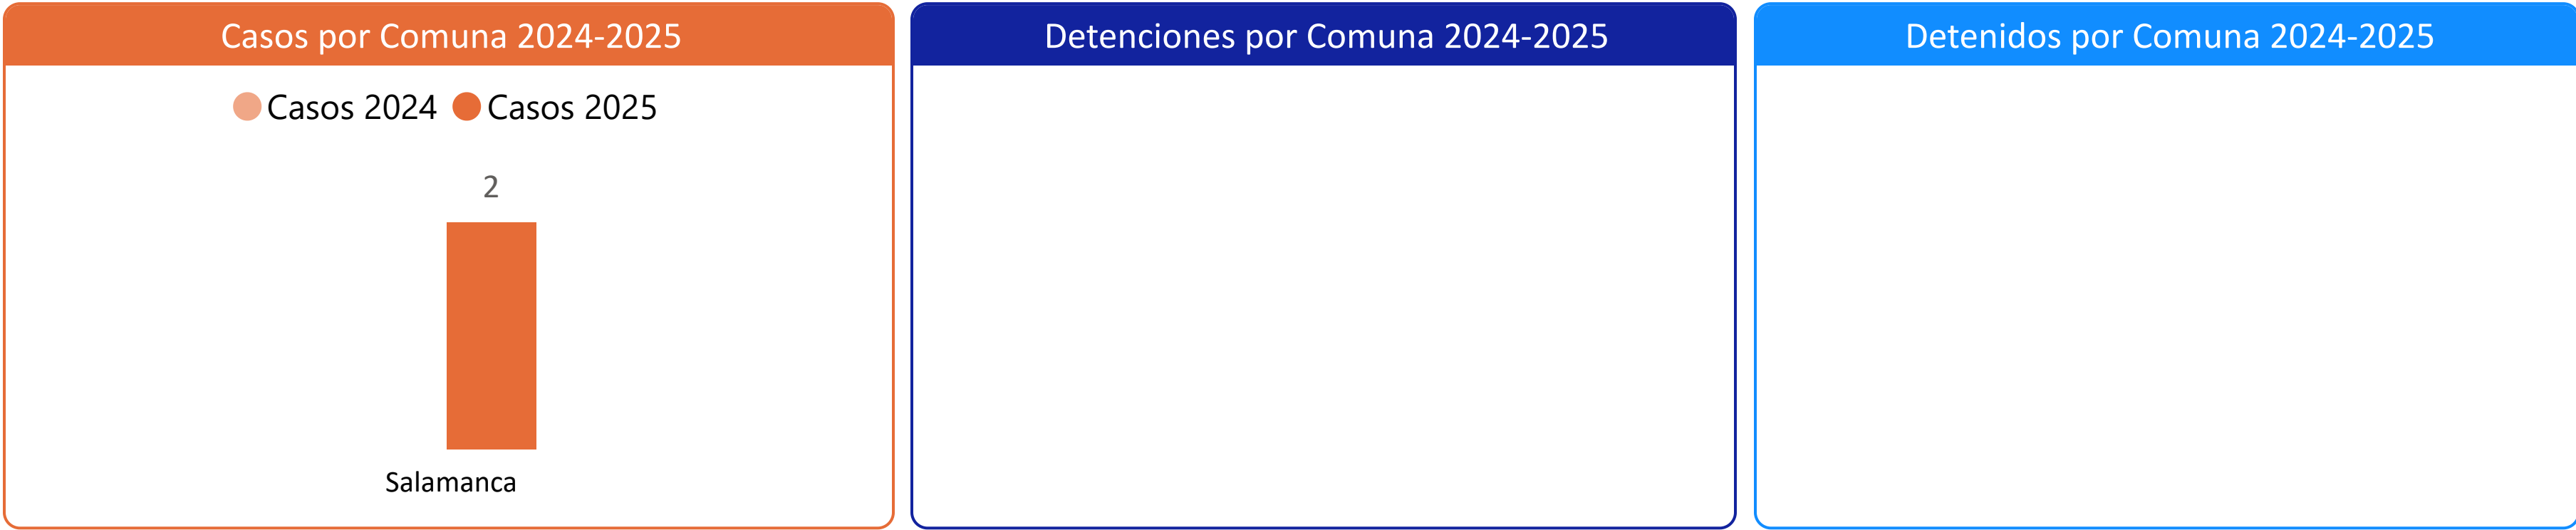 Casos por Comuna 2024-2025
Casos 2024 Casos 2025
2
Salamanca
Detenciones por Comuna 2024-2025
Detenidos por Comuna 2024-2025